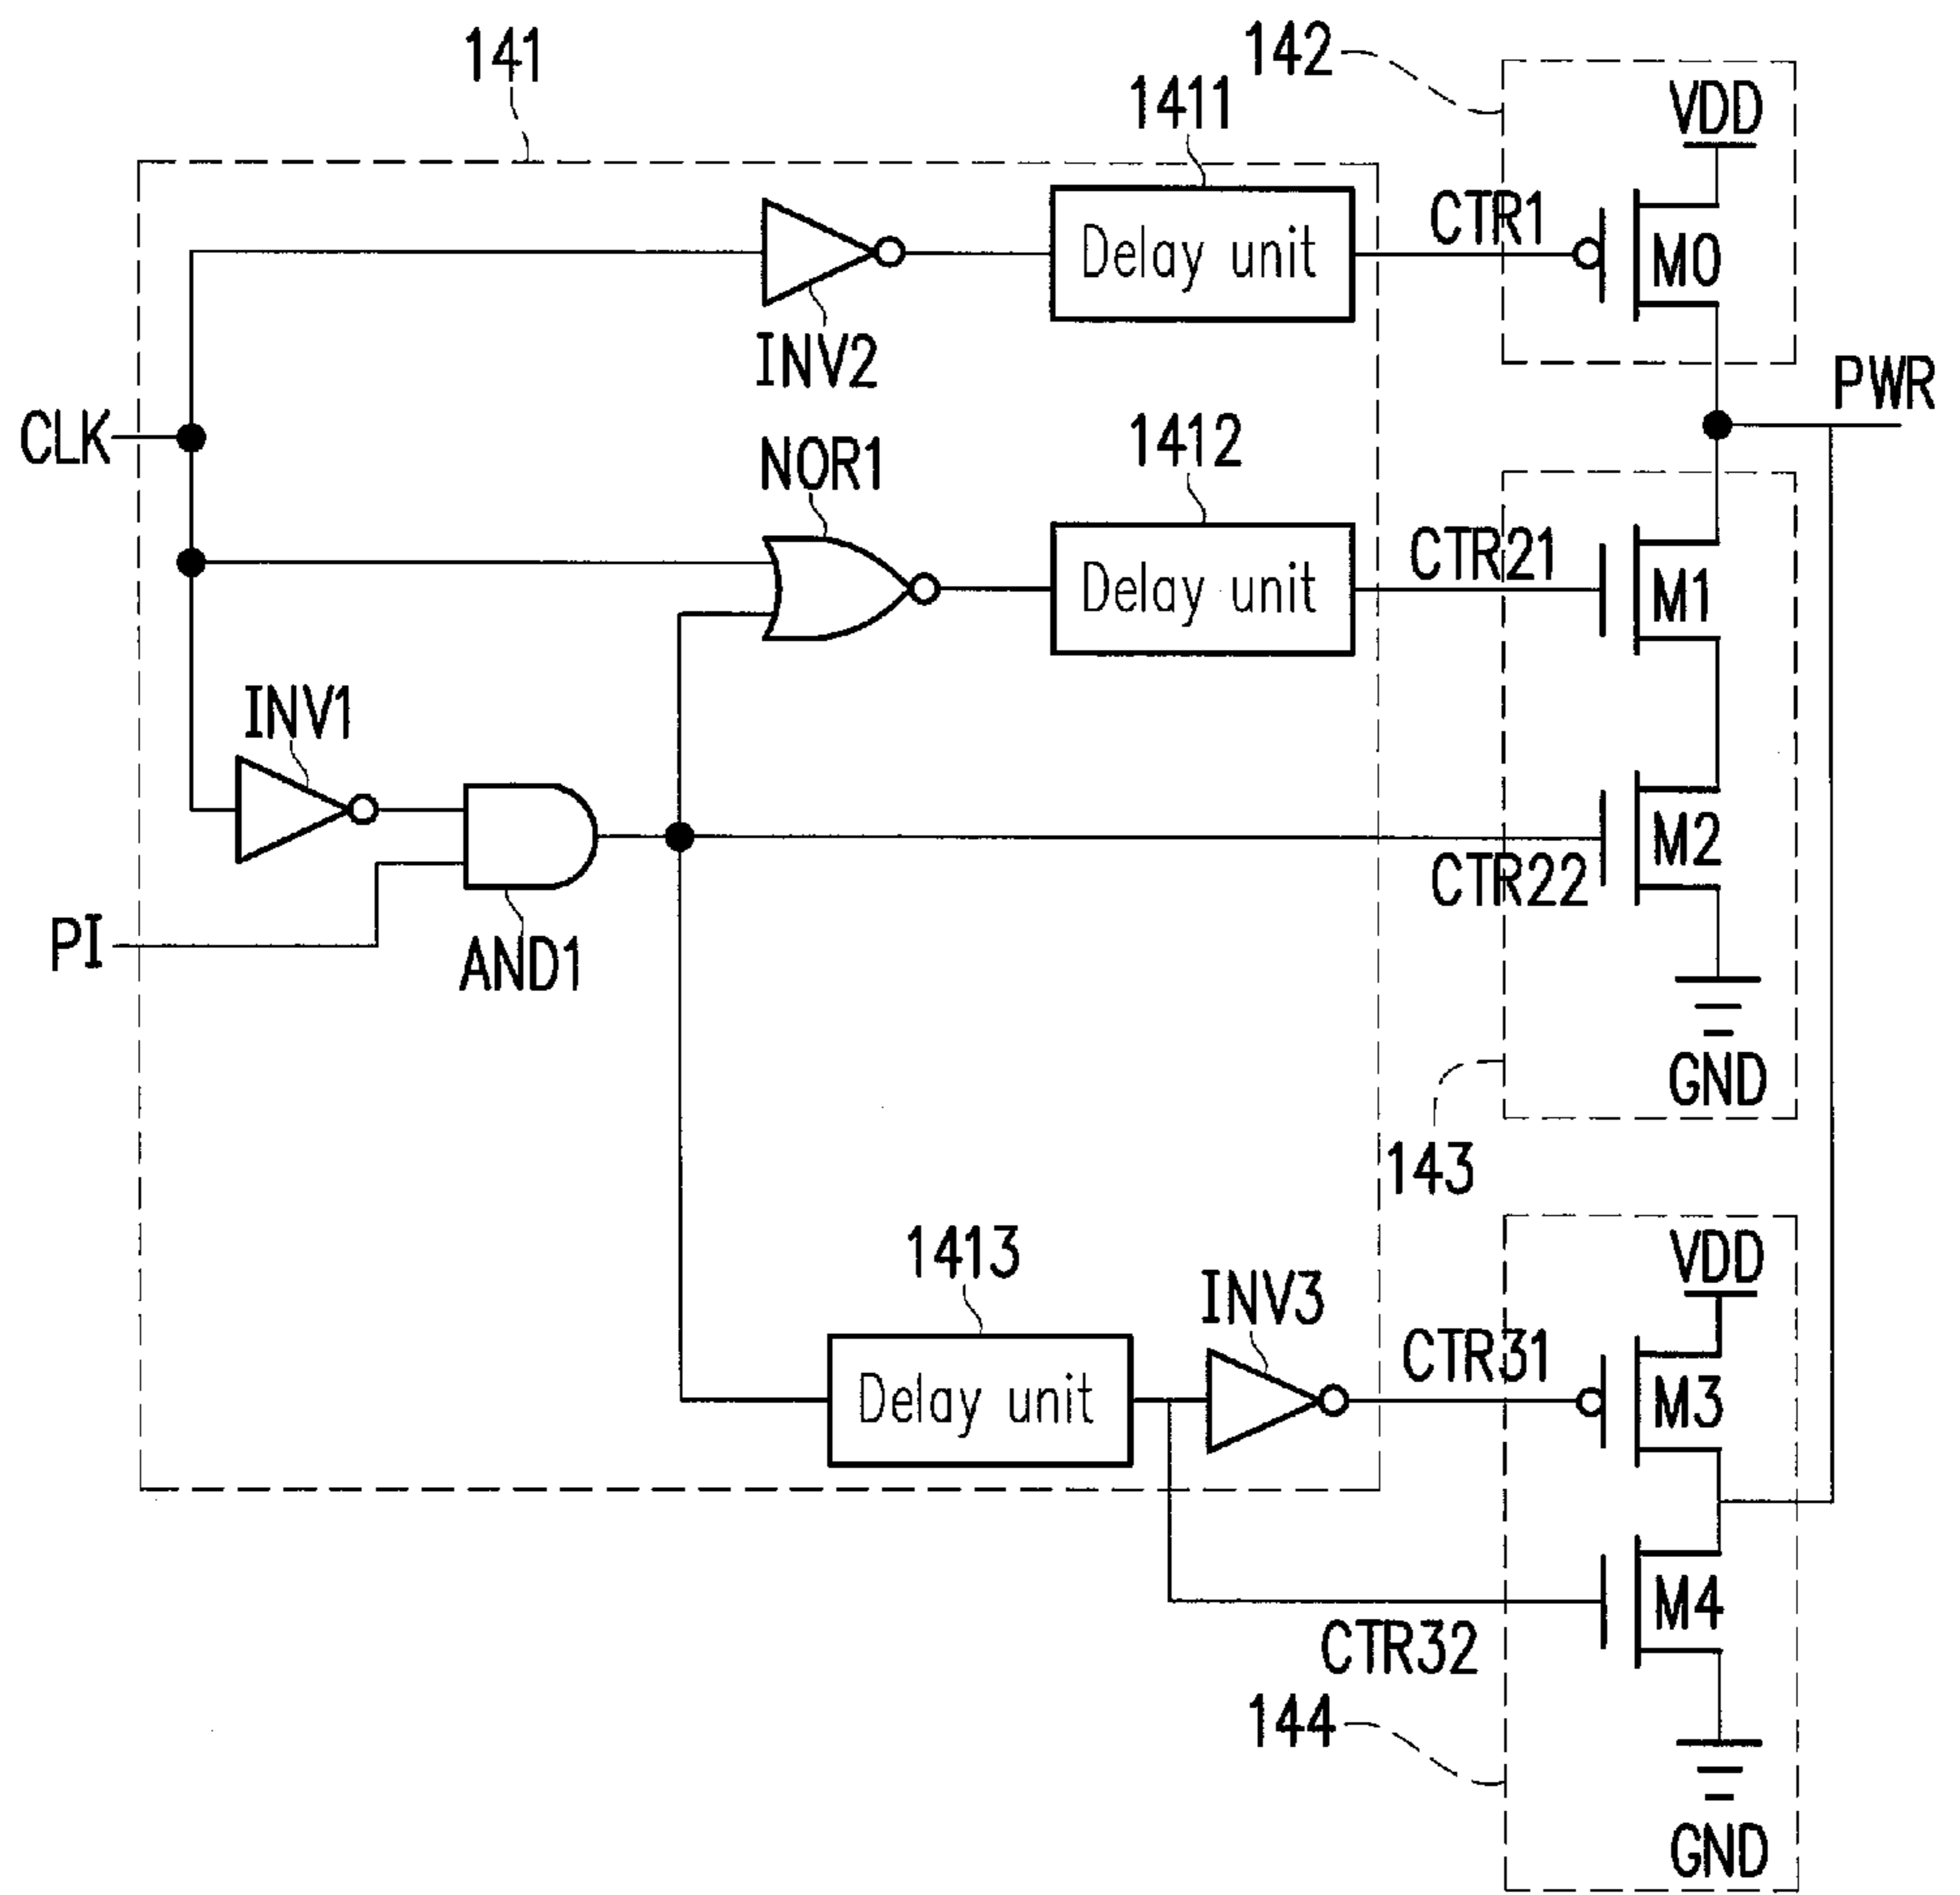 141
142
VDD
1411
CTR1
Delay unit
M0
INV2
PWR
CLK
NOR1
1412
CTR21
Delay unit
M1
INV1
M2
CTR22
PI
AND1
GND
143
1413
VDD
INV3
CTR31
Delay unit
M3
M4
CTR32
144
GND